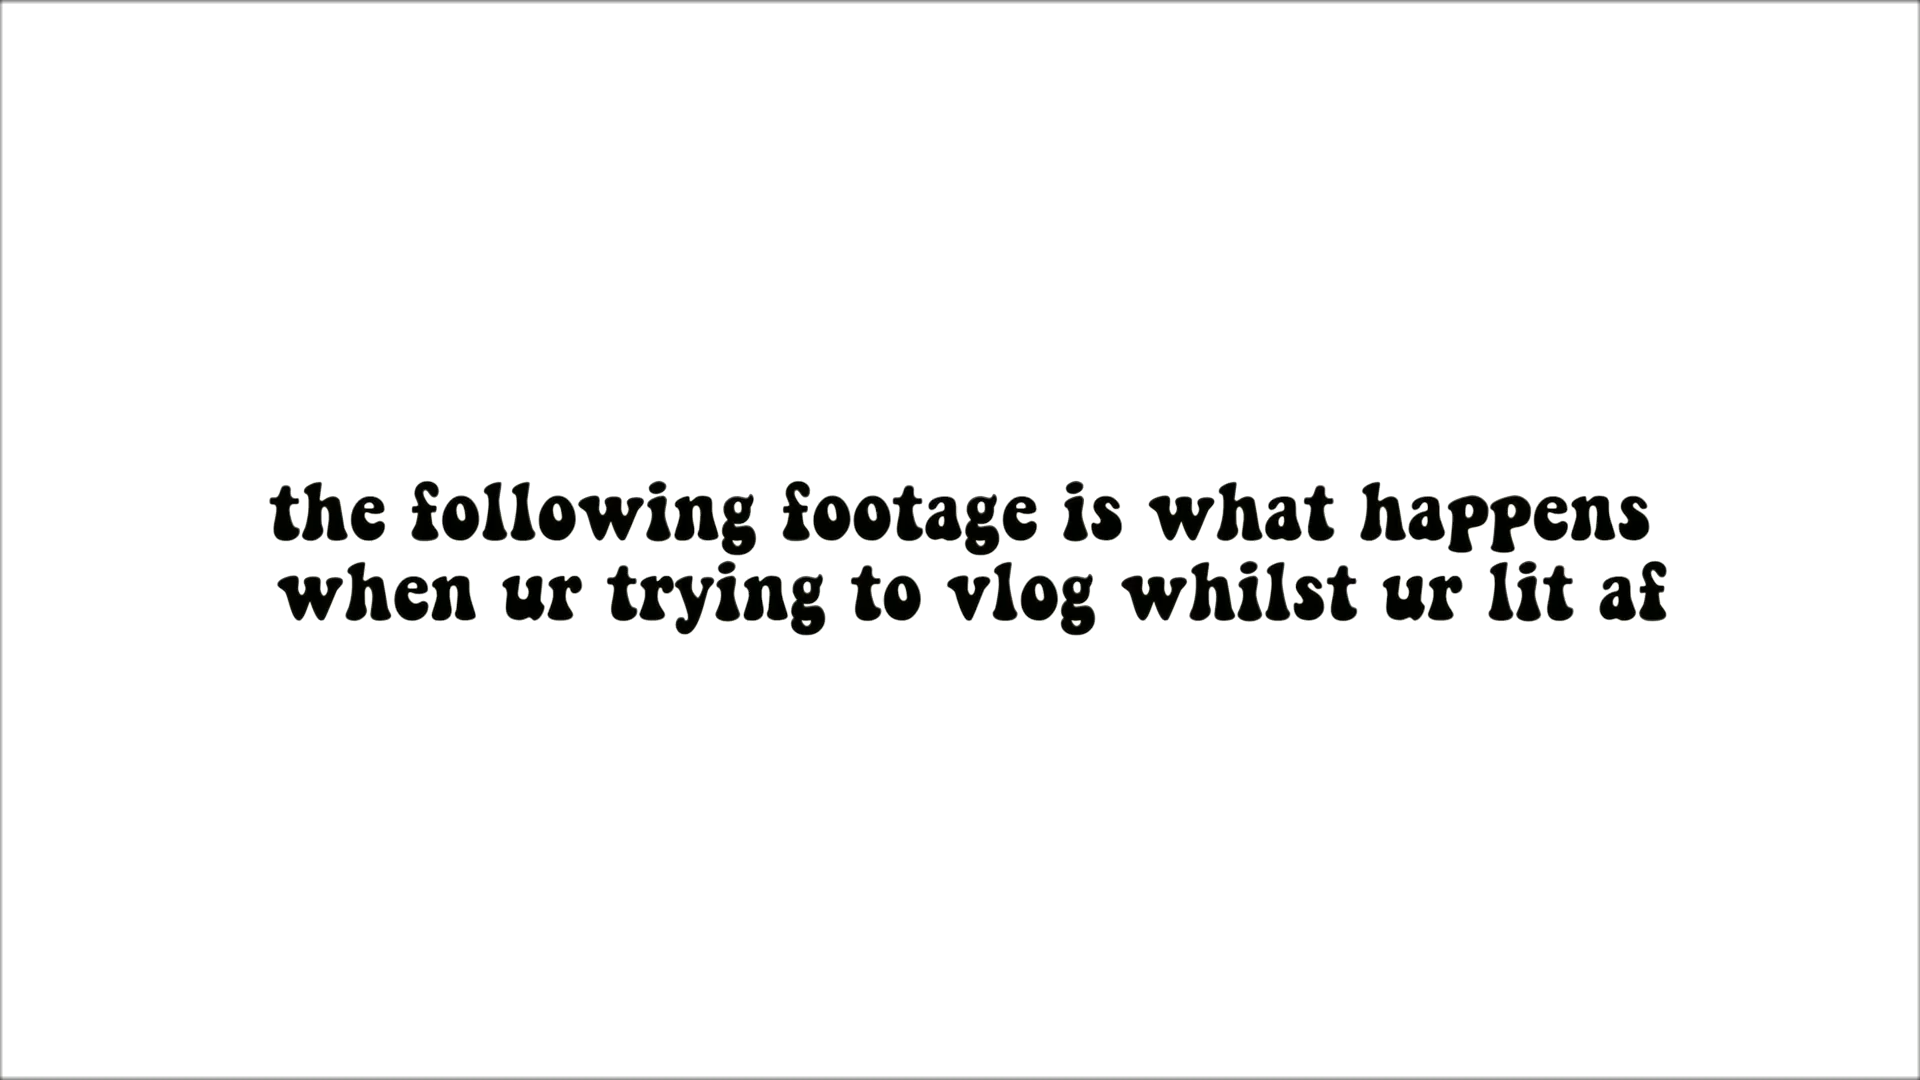 the following footage is what happens
when ur trying to vlog whilst ur lit af